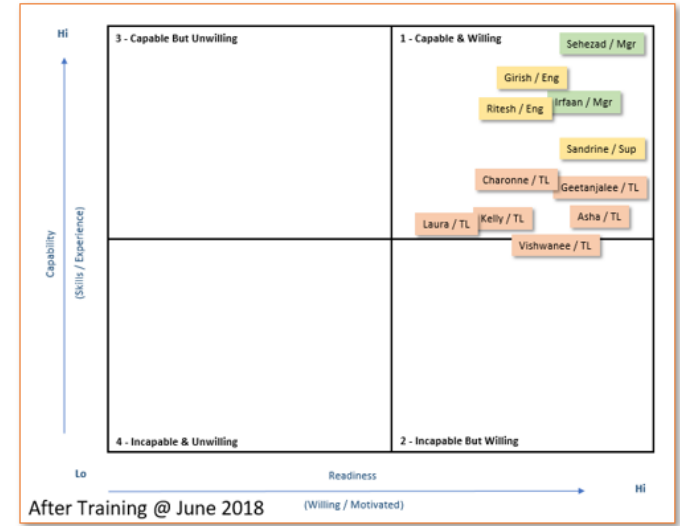 Hi
3 - Capable But Unwilling
1 - Capable & Willing
Sehezad / Mgr
Girish / Eng
Ritesh / Eng
Irfaan / Mgr
Sandrine / Sup
Charonne / TL
Geetanjalee / TL
Laura / TL
Kelly / TL
Asha / TL
Vishwanee / TL
Capability
(Skills / Experience)
4 - Incapable & Unwilling
2 - Incapable But Willing
Lo
Readiness
Hi
After Training @ June 2018
(Willing / Motivated)